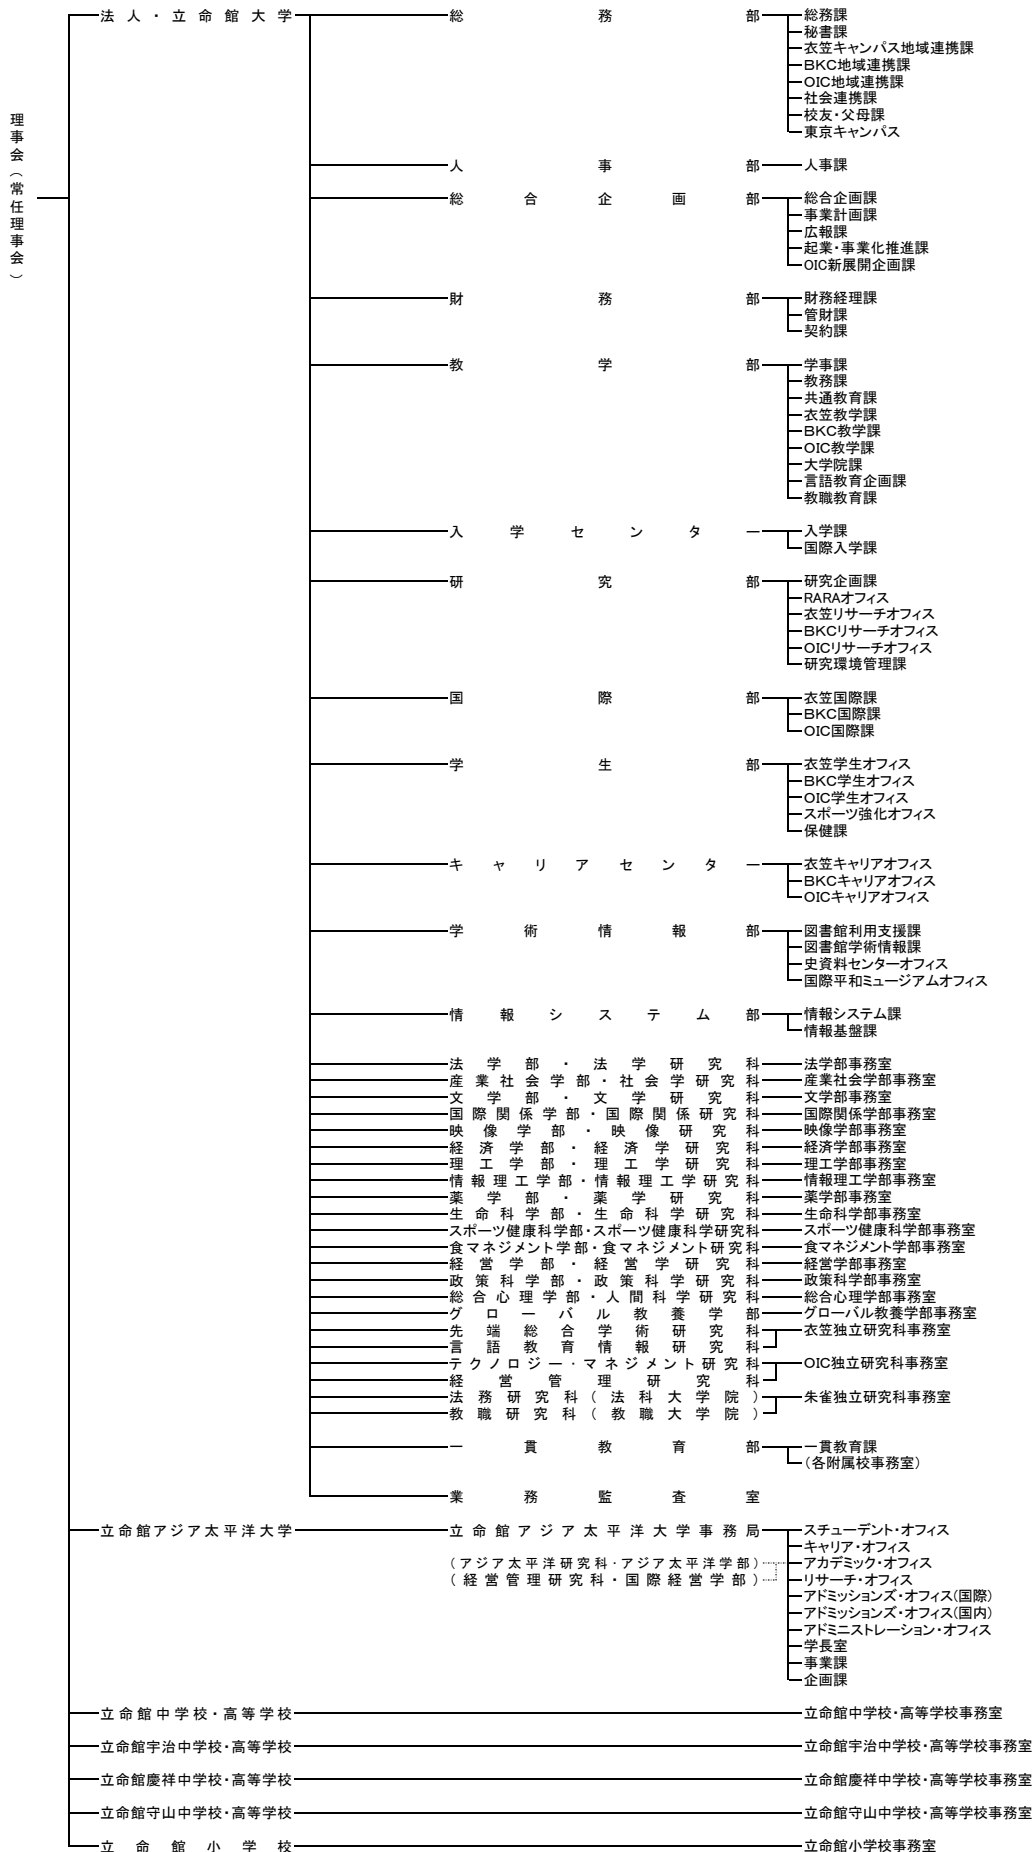 理事会（常任理事会）
法人・立命館大学
総務部
総務課
秘書課
衣笠キャンパス地域連携課
BKC地域連携課
OIC地域連携課
社会連携課
校友・父母課
東京キャンパス
人事部
人事課
総合企画部
総合企画課
事業計画課
広報課
起業・事業化推進課
OIC新展開企画課
財務部
財務経理課
管財課
契約課
教学部
学事課
教務課
共通教育課
衣笠教学課
BKC教学課
OIC教学課
大学院課
言語教育企画課
教職教育課
入学センター
入学課
国際入学課
研究部
研究企画課
RARAオフィス
衣笠リサーチオフィス
BKCリサーチオフィス
OICリサーチオフィス
研究環境管理課
国際部
衣笠国際課
BKC国際課
OIC国際課
学生部
衣笠学生オフィス
BKC学生オフィス
OIC学生オフィス
スポーツ強化オフィス
保健課
キャリアセンター
衣笠キャリアオフィス
BKCキャリアオフィス
OICキャリアオフィス
学術情報部
図書館利用支援課
図書館学術情報課
史資料センターオフィス
国際平和ミュージアムオフィス
情報システム部
情報システム課
情報基盤課
法学部・法学研究科 法学部事務室
産業社会学部・社会学研究科 産業社会学部事務室
文学部・文学研究科 文学部事務室
国際関係学部・国際関係研究科 国際関係学部事務室
映像学部・映像研究科 映像学部事務室
経済学部・経済学研究科 経済学部事務室
理工学部・理工学研究科 理工学部事務室
情報理工学部・情報理工学研究科 情報理工学部事務室
薬学部・薬学研究科 薬学部事務室
生命科学部・生命科学研究科 生命科学部事務室
スポーツ健康科学部・スポーツ健康科学研究科 スポーツ健康科学部事務室
食マネジメント学部・食マネジメント研究科 食マネジメント学部事務室
経営学部・経営学研究科 経営学部事務室
政策科学部・政策科学研究科 政策科学部事務室
総合心理学部・人間科学研究科 総合心理学部事務室
グローバル教養学部 グローバル教養学部事務室
先端総合学術研究科 衣笠独立研究科事務室
言語教育情報研究科
テクノロジー・マネジメント研究科 OIC独立研究科事務室
経営管理研究科
法務研究科（法科大学院） 朱雀独立研究科事務室
教職研究科（教職大学院）
一貫教育部
一貫教育課
（各附属校事務室）
業務監査室
立命館アジア太平洋大学
立命館アジア太平洋大学事務局
スチューデント・オフィス
キャリア・オフィス
（アジア太平洋研究科・アジア太平洋学部） アカデミック・オフィス
（経営管理研究科・国際経営学部） リサーチ・オフィス
アドミッションズ・オフィス(国際)
アドミッションズ・オフィス(国内)
アドミニストレーション・オフィス
学長室
事業課
企画課
立命館中学校・高等学校 立命館中学校・高等学校事務室
立命館宇治中学校・高等学校 立命館宇治中学校・高等学校事務室
立命館慶祥中学校・高等学校 立命館慶祥中学校・高等学校事務室
立命館守山中学校・高等学校 立命館守山中学校・高等学校事務室
立命館小学校 立命館小学校事務室